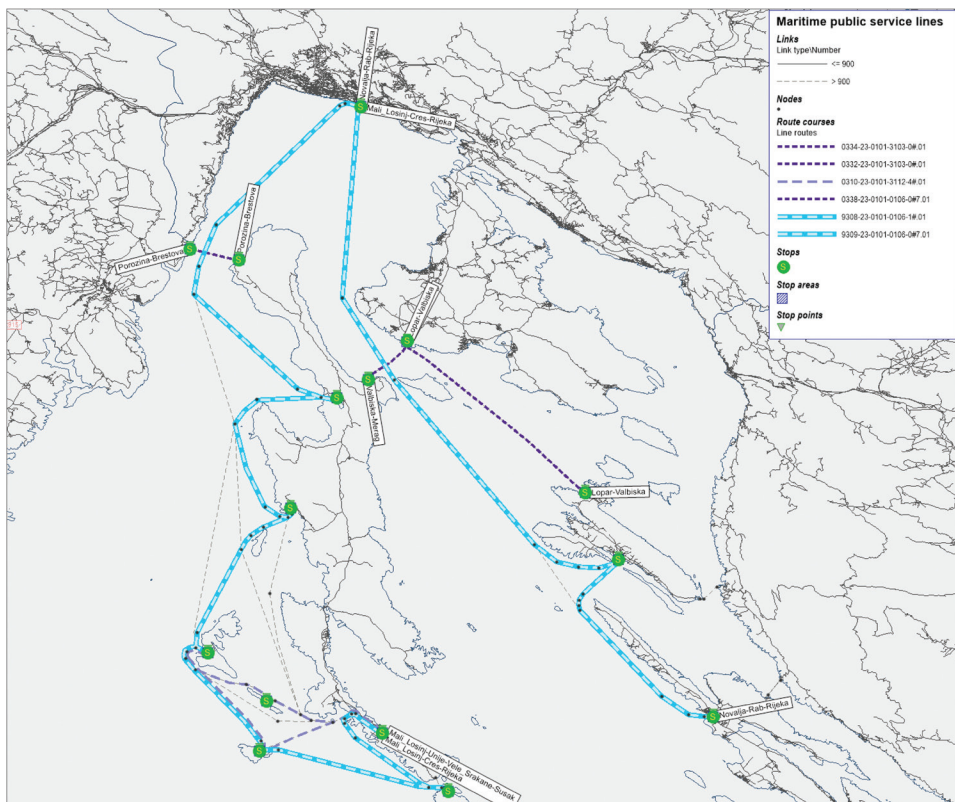 Maritime public service lines
Links
Link type\Number
<= 900
> 900
Nodes
Route courses
Line routes
0334-23-0101-3103-0#.01
0332-23-0101-3103-0#.01
0310-23-0101-3112-4#.01
0338-23-0101-0106-0#7.01
9308-23-0101-0106-1#.01
9309-23-0101-0106-0#7.01
Stops
S
Stop areas
Stop points
Novalja-Rab-Rijeka
S
Mali_Losinj-Cres-Rijeka
Porozina-Brestova
S
Porozina-Brestova
S
Lopar-Valbiska
S
S
Valbiska-Merag
S
S
Lopar-Valbiska
S
S
S
S
Novalja-Rab-Rijeka
S
S
Mali_Losinj-Unije-Vele_Srakane-Susak
Mali_Losinj-Cres-Rijeka
S
S